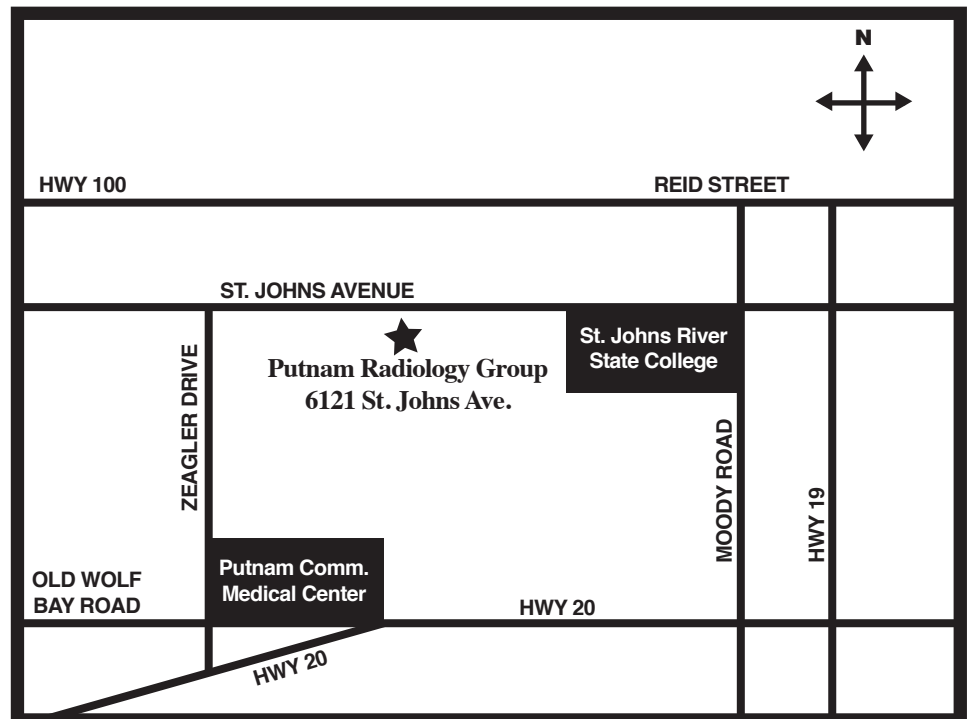 N
HWY 100
REID STREET
ST. JOHNS AVENUE
St. Johns River
State College
Putnam Radiology Group
6121 St. Johns Ave.
ZEAGLER DRIVE
MOODY ROAD
HWY 19
Putnam Comm.
Medical Center
OLD WOLF
BAY ROAD
HWY 20
HWY 20